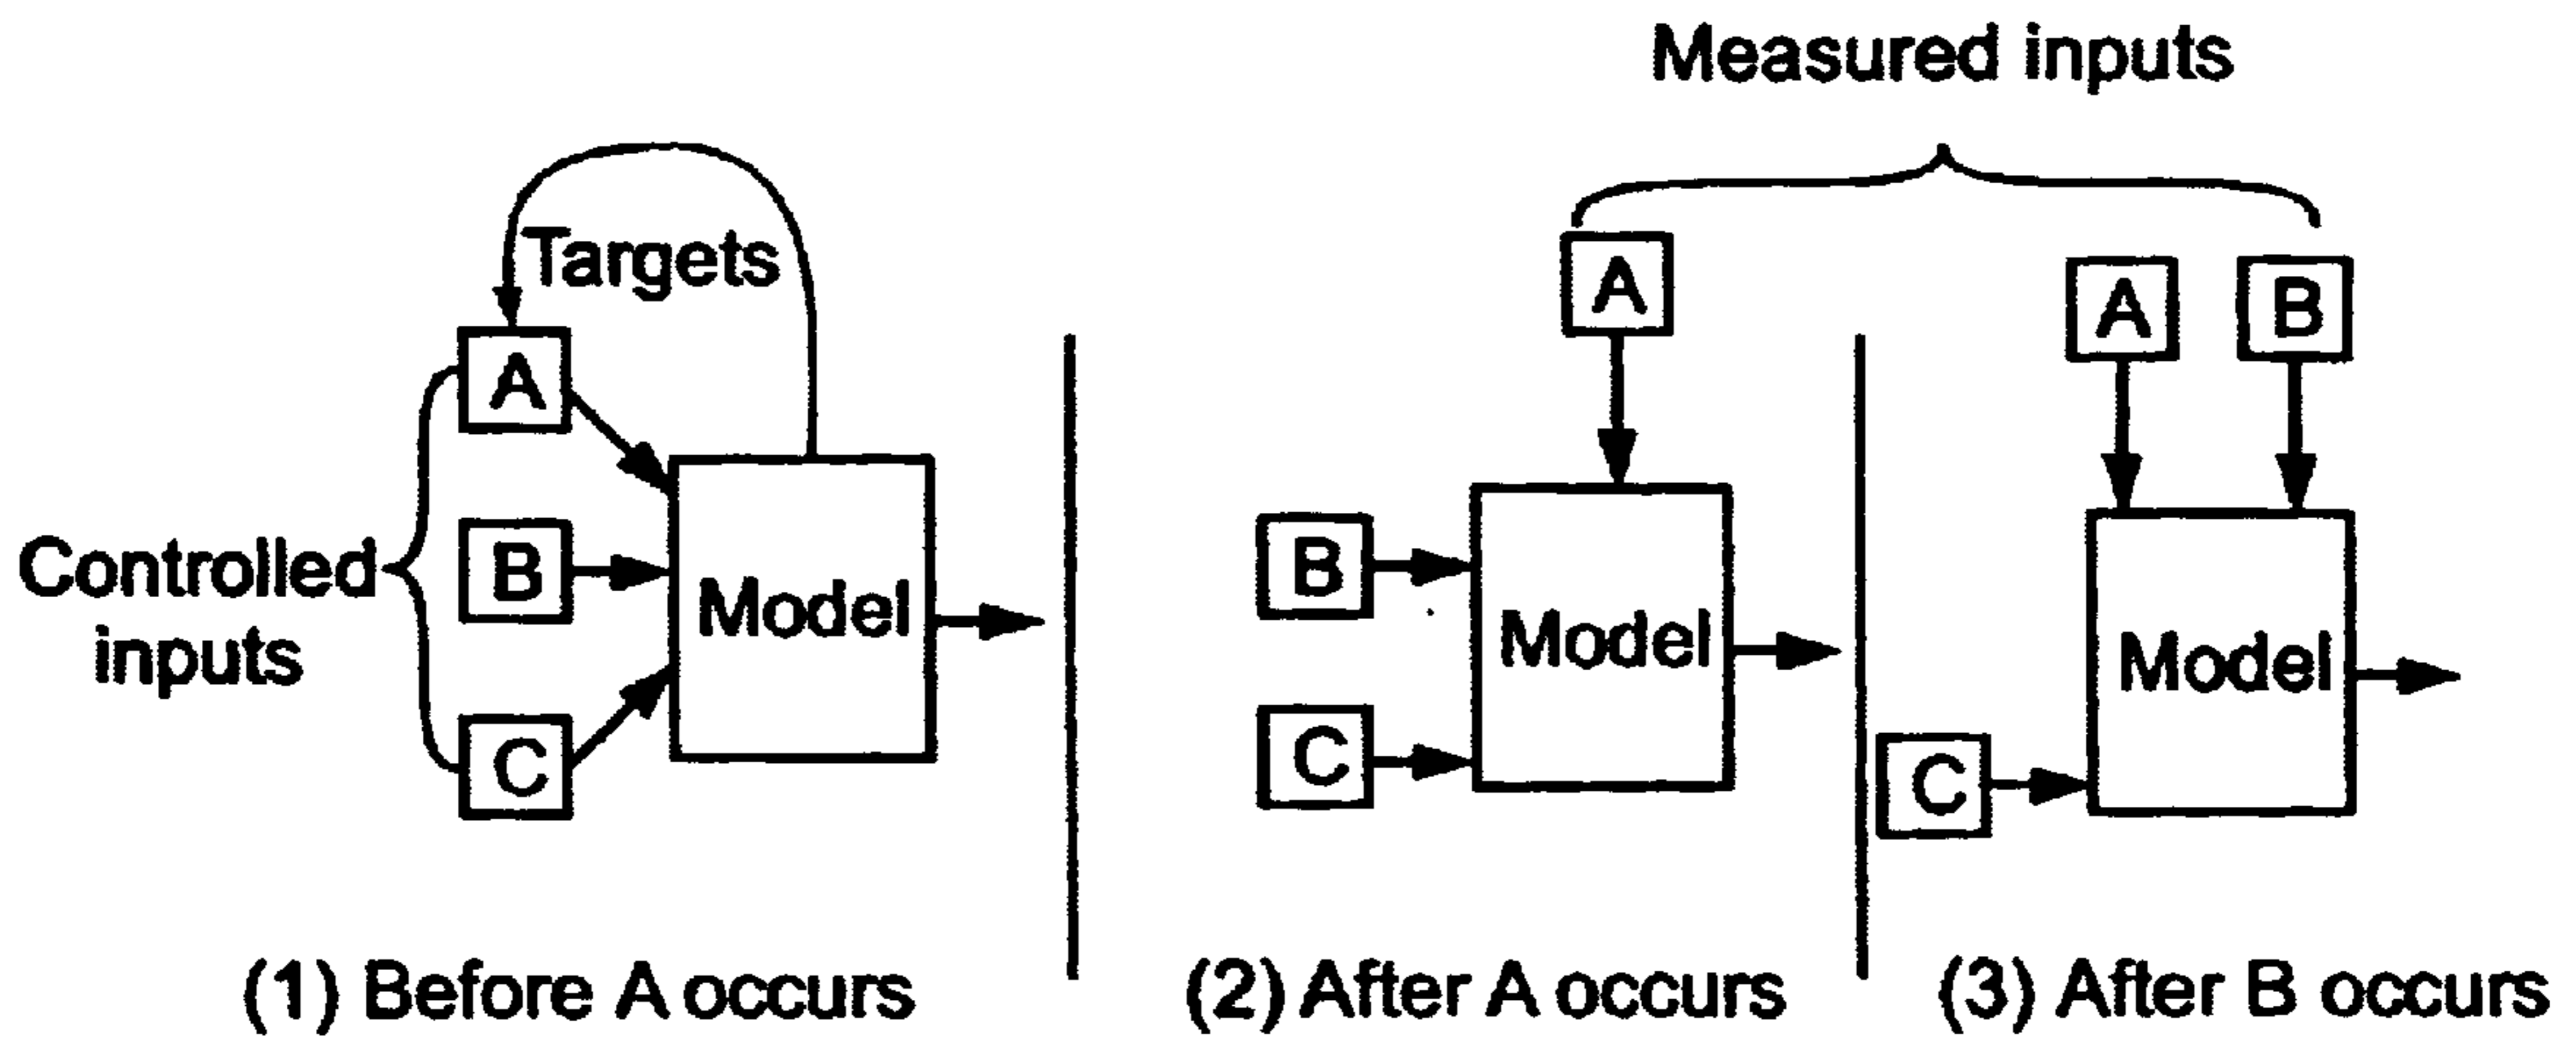 Measured inputs
Targets
A
B
C
Controlled
inputs
Model
(1) Before A occurs
A
B
C
Model
(2) After A occurs
A
B
C
Model
(3) After B occurs